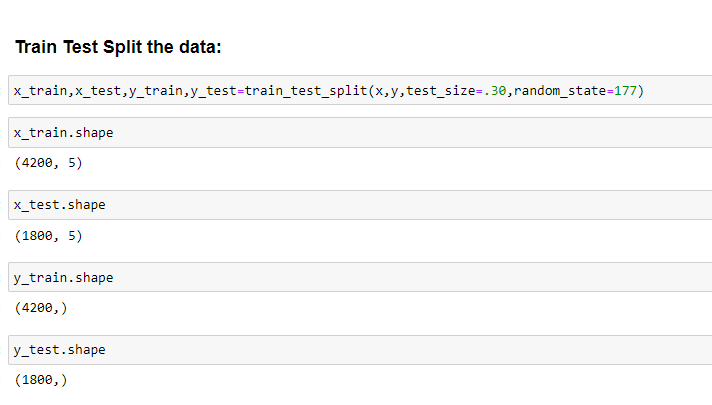 Train Test Split the data:
x_train,x_test,y_train,y_test=train_test_split(x,y,test_size=.30,random_state=177)
x_train.shape
(4200, 5)
x_test.shape
(1800, 5)
y_train.shape
(4200,)
y_test.shape
(1800,)